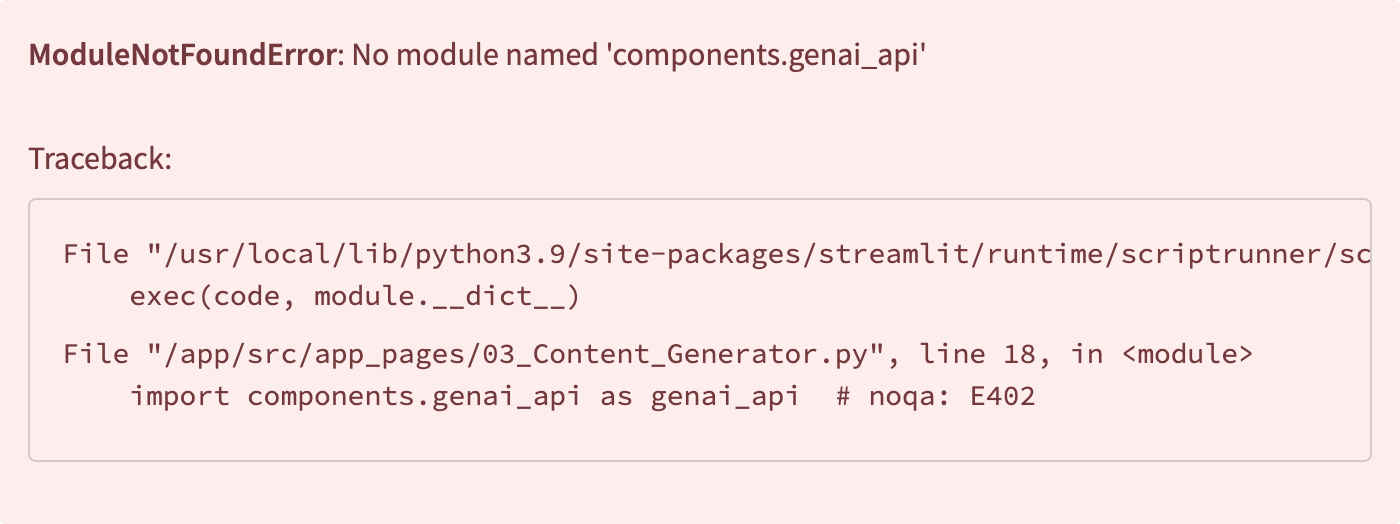 ModuleNotFoundError: No module named 'components.genai_api'
Traceback:
File "/usr/local/lib/python3.9/site-packages/streamlit/runtime/scriptrunner/sc
exec(code, module.__dict__)
File "/app/src/app_pages/03_Content_Generator.py", line 18, in <module>
import components.genai_api as genai_api  # noqa: E402